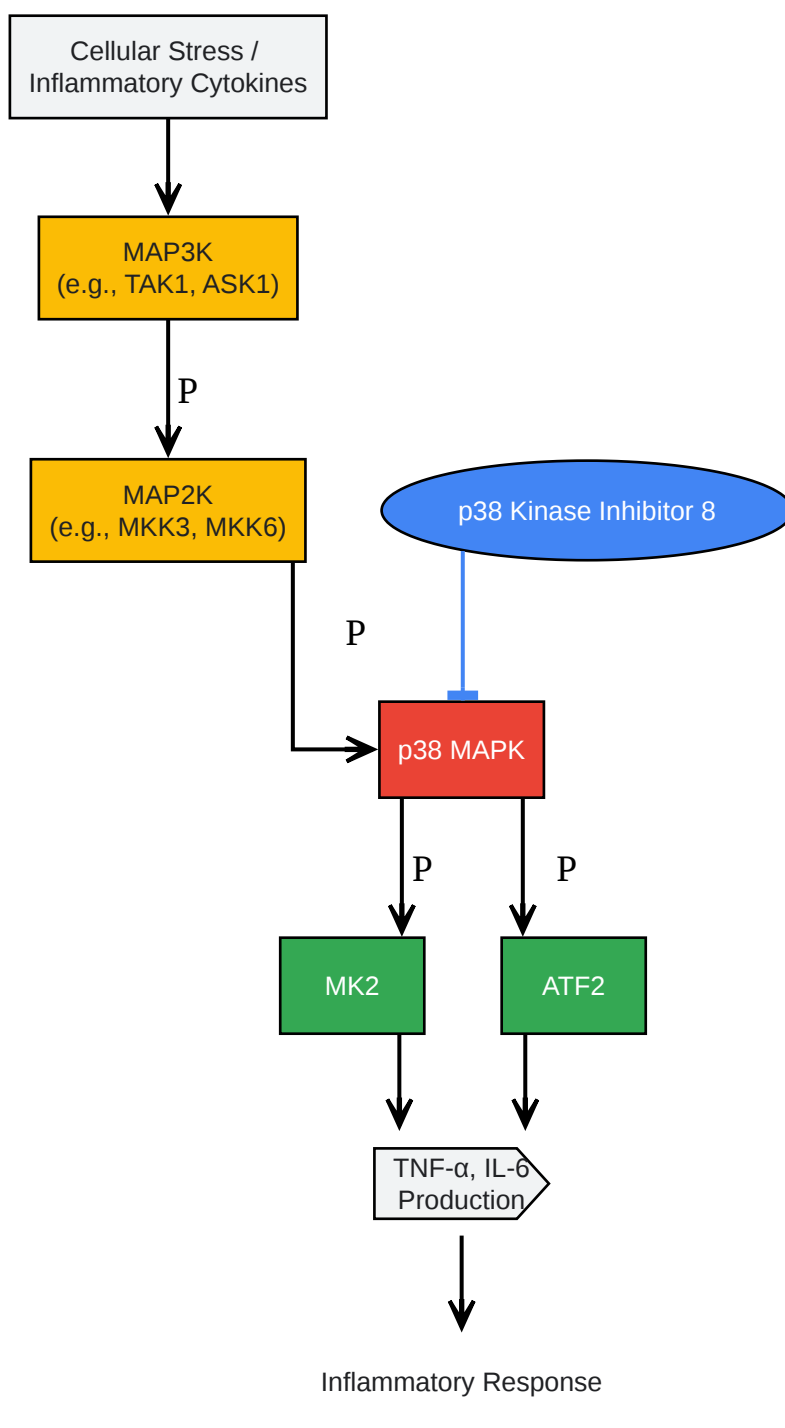 Cellular Stress /
Inflammatory Cytokines
MAP3K
(e.g., TAK1, ASK1)
P
MAP2K
(e.g., MKK3, MKK6)
p38 Kinase Inhibitor 8
P
p38 MAPK
P
P
MK2
ATF2
TNF-α, IL-6
Production
Inflammatory Response